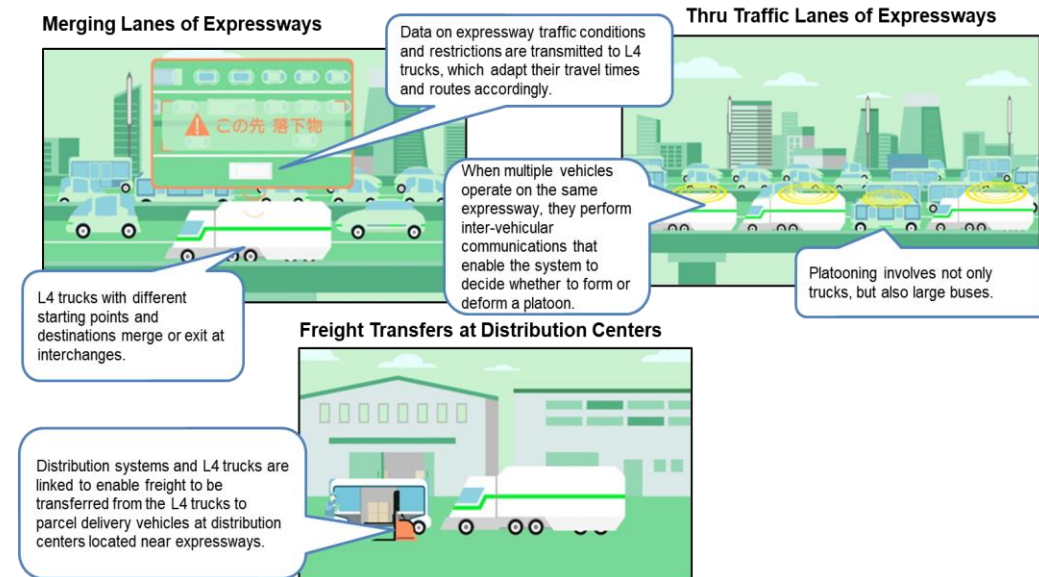 Merging Lanes of Expressways
Data on expressway traffic conditions
and restrictions are transmitted to L4
trucks, which adapt their travel times
and routes accordingly.
この先 落下物
L4 trucks with different
starting points and
destinations merge or exit at
interchanges.
Thru Traffic Lanes of Expressways
When multiple vehicles
operate on the same
expressway, they perform
inter-vehicular
communications that
enable the system to
decide whether to form or
deform a platoon.
Platooning involves not only
trucks, but also large buses.
Freight Transfers at Distribution Centers
Distribution systems and L4 trucks are
linked to enable freight to be
transferred from the L4 trucks to
parcel delivery vehicles at distribution
centers located near expressways.